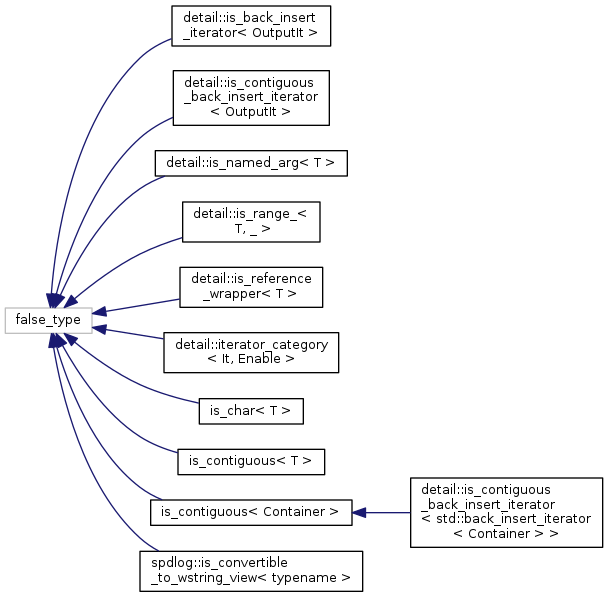 detail::is_back_insert
_iterator< OutputIt >
detail::is_contiguous
_back_insert_iterator
< OutputIt >
detail::is_named_arg< T >
detail::is_range_<
T, _ >
detail::is_reference
_wrapper< T >
false_type
detail::iterator_category
< It, Enable >
is_char< T >
is_contiguous< T >
is_contiguous< Container >
detail::is_contiguous
_back_insert_iterator
< std::back_insert_iterator
< Container > >
spdlog::is_convertible
_to_wstring_view< typename >